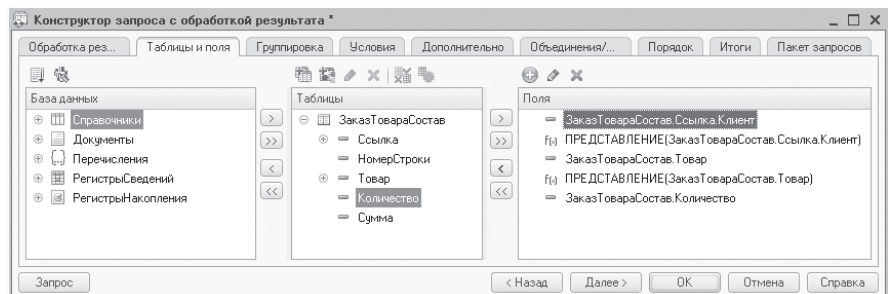 Конструктор запроса с обработкой результата *
Обработка рез... Таблицы и поля Группировка Условия Дополнительно Объединения/... Порядок Итоги Пакет запросов
База данных
Справочники
Документы
Перечисления
РегистрыСведений
РегистрыНакопления
> >> < <<
Таблицы
ЗаказТовараСостав
Ссылка
НомерСтроки
Товар
Количество
Сумма
> >> < <<
Поля
ЗаказТовараСостав.Ссылка.Клиент
ПРЕДСТАВЛЕНИЕ(ЗаказТовараСостав.Ссылка.Клиент)
ЗаказТовараСостав.Товар
ПРЕДСТАВЛЕНИЕ(ЗаказТовараСостав.Товар)
ЗаказТовараСостав.Количество
Запрос < Назад Далее > OK Отмена Справка